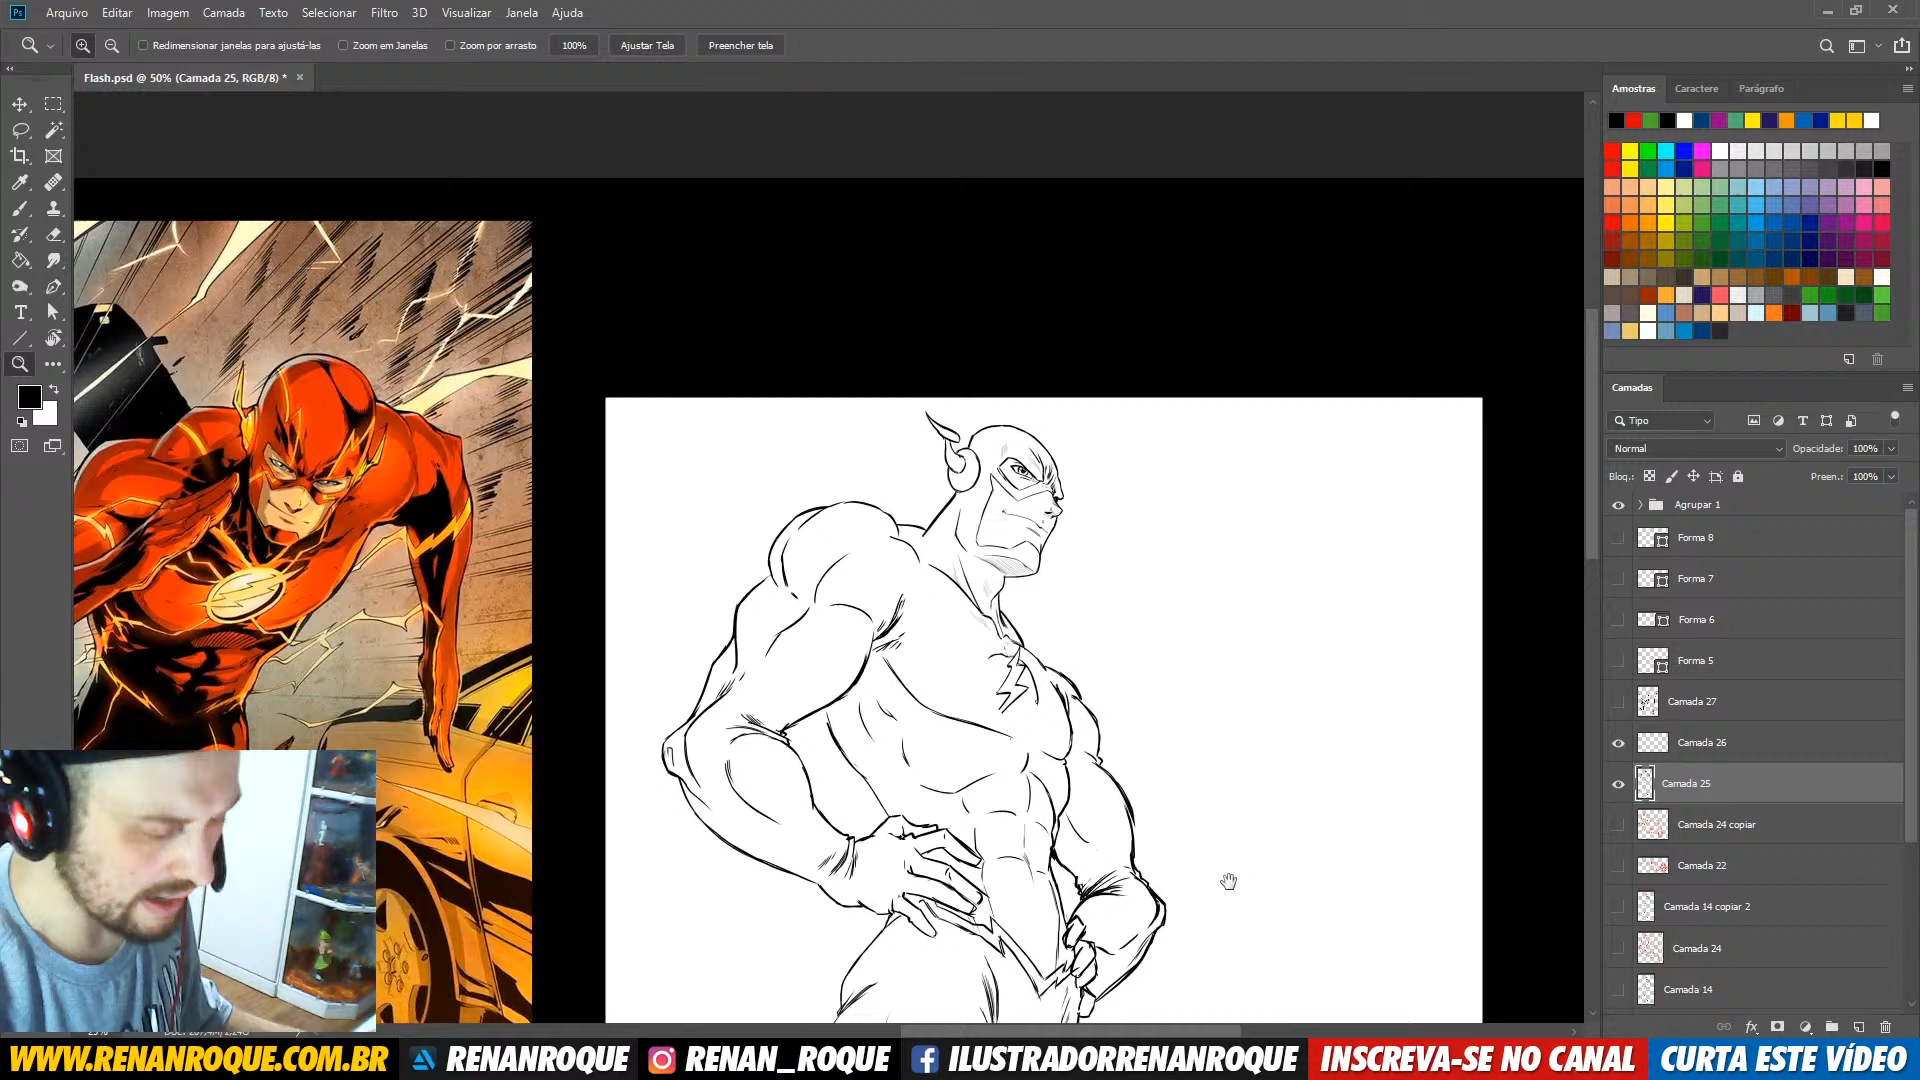 Ps Arquivo Editar Imagem Camada Texto Selecionar Filtro 3D Visualizar Janela Ajuda
Redimensionar janelas para ajustá-las Zoom em Janelas Zoom por arrasto 100% Ajustar Tela Preencher tela
Flash.psd @ 50% (Camada 25, RGB/8) *
Amostras Caractere Parágrafo
Camadas
Tipo
Normal Opacidade: 100%
Bloq.: Preen.: 100%
Agrupar 1
Forma 8
Forma 7
Forma 6
Forma 5
Camada 27
Camada 26
Camada 25
Camada 24 copiar
Camada 22
Camada 14 copiar 2
Camada 24
Camada 14
WWW.RENANROQUE.COM.BR RENANROQUE RENAN_ROQUE ILUSTRADORRENANROQUE INSCREVA-SE NO CANAL CURTA ESTE VÍDEO